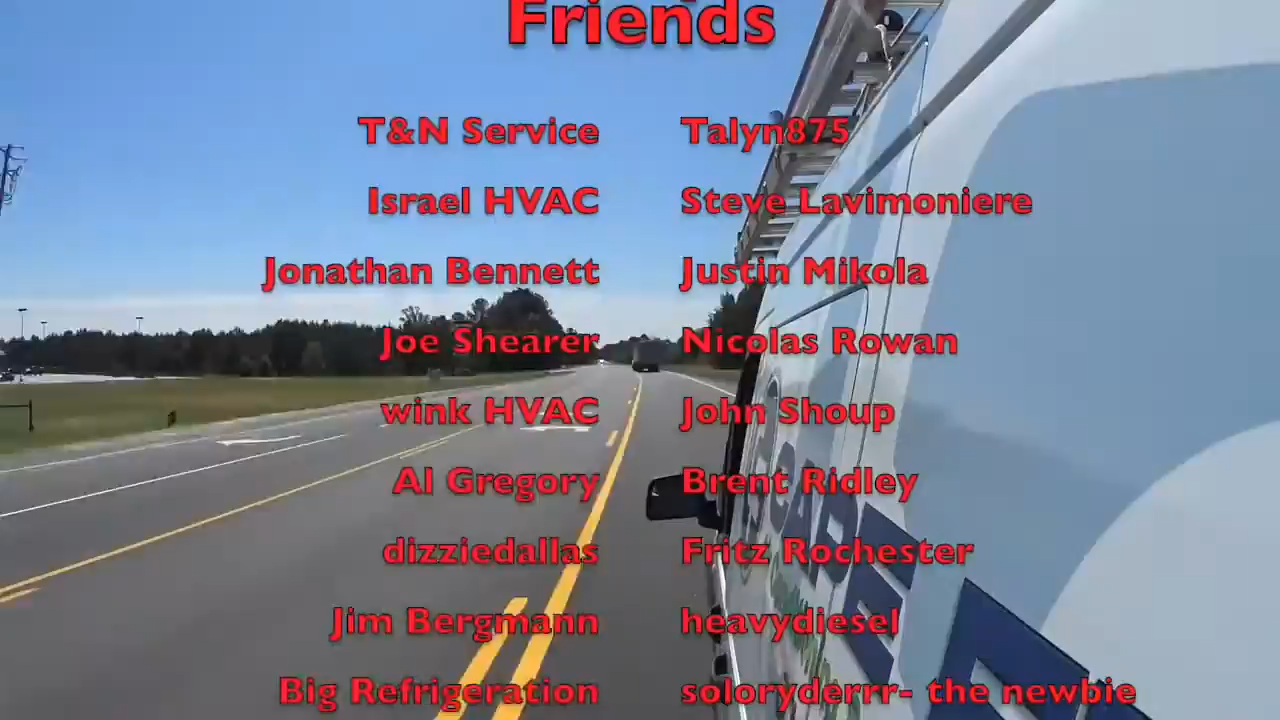 Friends
T&N Service Talyn875
Israel HVAC Steve Lavimoniere
Jonathan Bennett Justin Mikola
Joe Shearer Nicolas Rowan
wink HVAC John Shoup
Al Gregory Brent Ridley
dizziedallas Fritz Rochester
Jim Bergmann heavydiesel
Big Refrigeration soloryderrr- the newbie